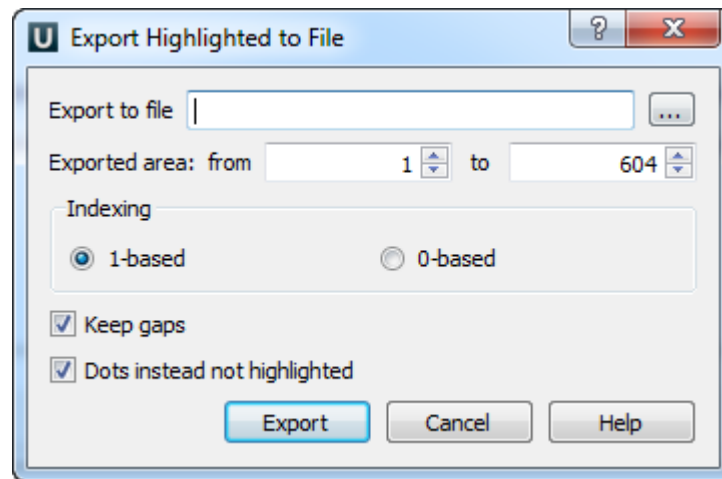 U Export Highlighted to File ? X
Export to file ...
Exported area: from 1 to 604
Indexing
1-based 0-based
Keep gaps
Dots instead not highlighted
Export Cancel Help